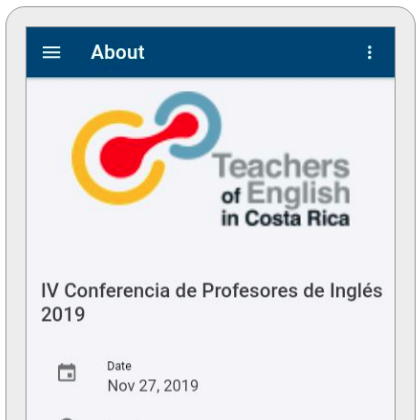 About
Teachers
of English
in Costa Rica
IV Conferencia de Profesores de Inglés
2019
Date
Nov 27, 2019